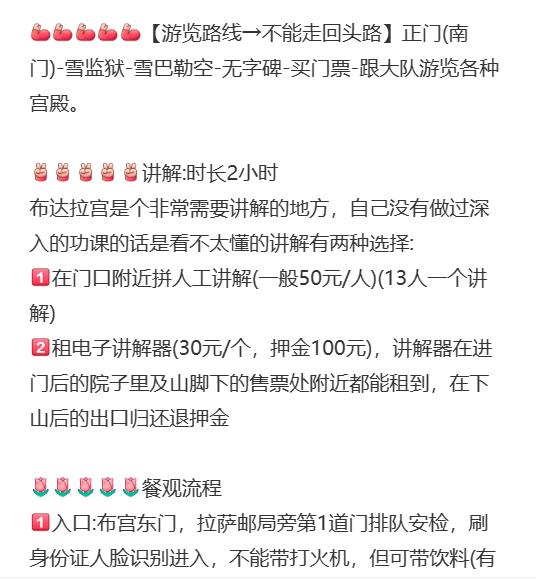 💪💪💪💪💪【游览路线→不能走回头路】正门(南
门)-雪监狱-雪巴勒空-无字碑-买门票-跟大队游览各种
宫殿。
✌✌✌✌✌讲解:时长2小时
布达拉宫是个非常需要讲解的地方，自己没有做过深
入的功课的话是看不太懂的讲解有两种选择:
1️⃣在门口附近拼人工讲解(一般50元/人)(13人一个讲
解)
2️⃣租电子讲解器(30元/个，押金100元)，讲解器在进
门后的院子里及山脚下的售票处附近都能租到，在下
山后的出口归还退押金
🌷🌷🌷🌷🌷餐观流程
1️⃣入口:布宫东门，拉萨邮局旁第1道门排队安检，刷
身份证人脸识别进入，不能带打火机，但可带饮料(有